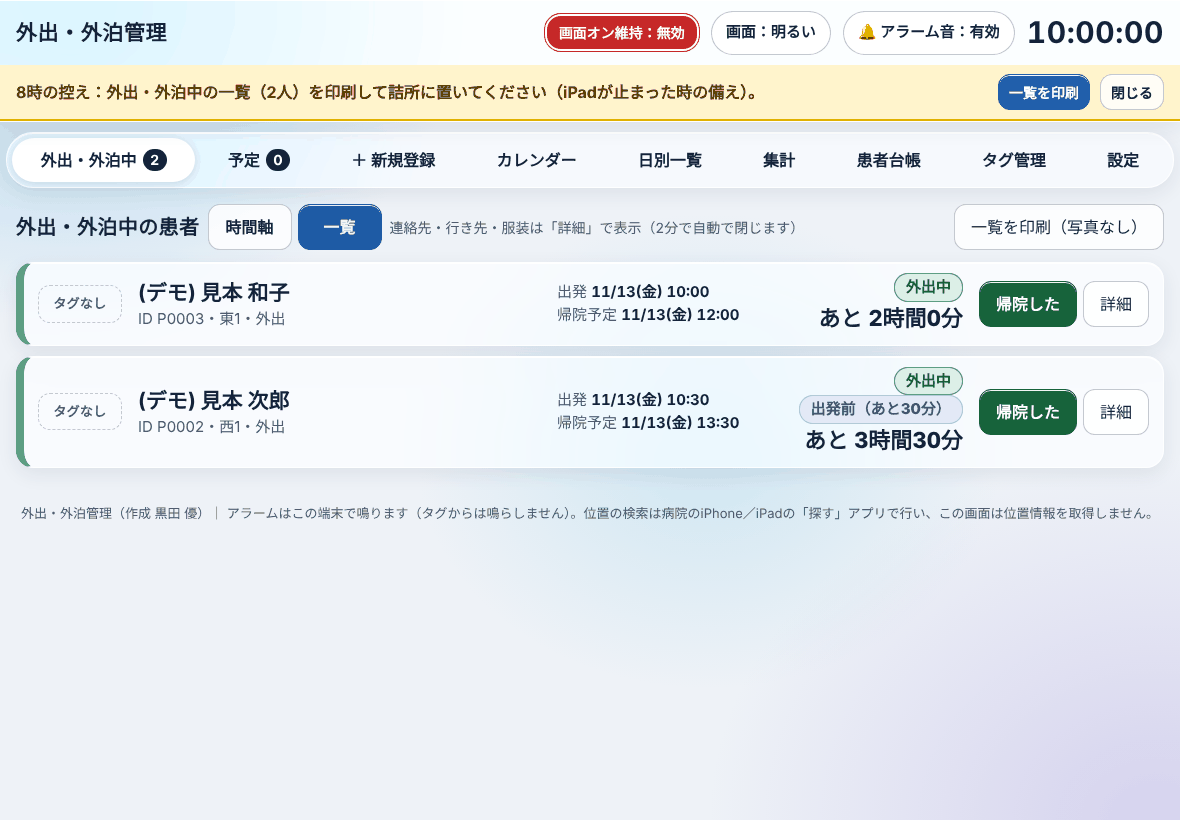 外出・外泊管理
画面オン維持：無効
画面：明るい
🔔 アラーム音：有効
10:00:00
8時の控え：外出・外泊中の一覧（2人）を印刷して詰所に置いてください（iPadが止まった時の備え）。
一覧を印刷
閉じる
外出・外泊中 2
予定 0
＋ 新規登録
カレンダー
日別一覧
集計
患者台帳
タグ管理
設定
外出・外泊中の患者
時間軸
一覧
連絡先・行き先・服装は「詳細」で表示（2分で自動で閉じます）
一覧を印刷（写真なし）
タグなし
(デモ) 見本 和子
ID P0003・東1・外出
出発 11/13(金) 10:00
帰院予定 11/13(金) 12:00
外出中
あと 2時間0分
帰院した
詳細
タグなし
(デモ) 見本 次郎
ID P0002・西1・外出
出発 11/13(金) 10:30
帰院予定 11/13(金) 13:30
外出中
出発前（あと30分）
あと 3時間30分
帰院した
詳細
外出・外泊管理（作成 黒田 優）｜ アラームはこの端末で鳴ります（タグからは鳴らしません）。位置の検索は病院のiPhone／iPadの「探す」アプリで行い、この画面は位置情報を取得しません。